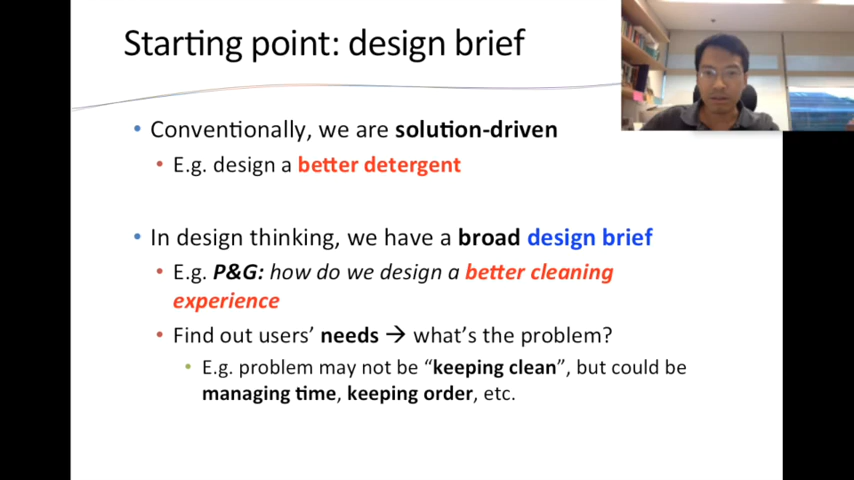 Starting point: design brief
• Conventionally, we are solution-driven
• E.g. design a better detergent
• In design thinking, we have a broad design brief
• E.g. P&G: how do we design a better cleaning
experience
• Find out users’ needs → what’s the problem?
• E.g. problem may not be “keeping clean”, but could be
managing time, keeping order, etc.